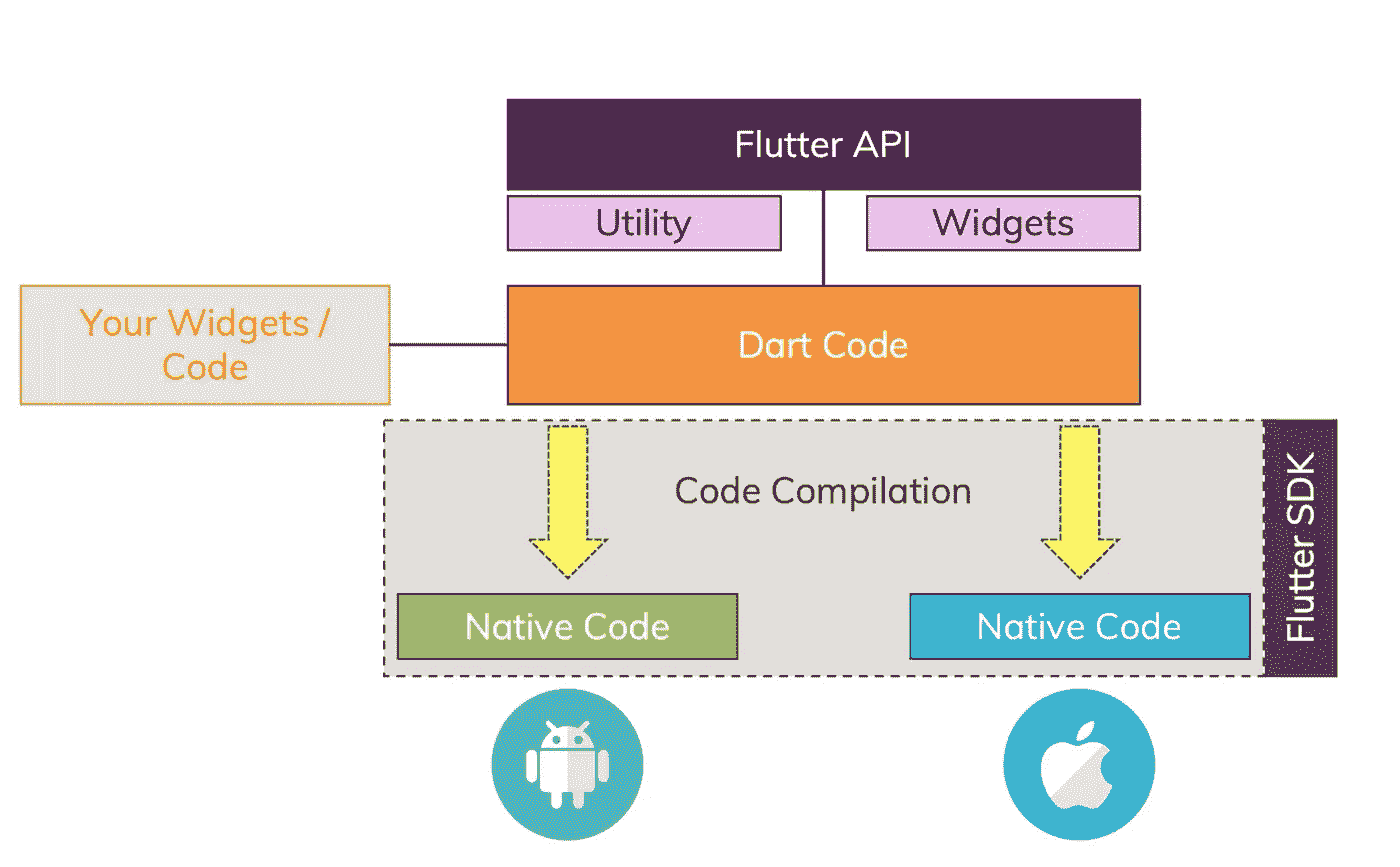 Flutter API
Utility
Widgets
Your Widgets /
Code
Dart Code
Code Compilation
Flutter SDK
Native Code
Native Code